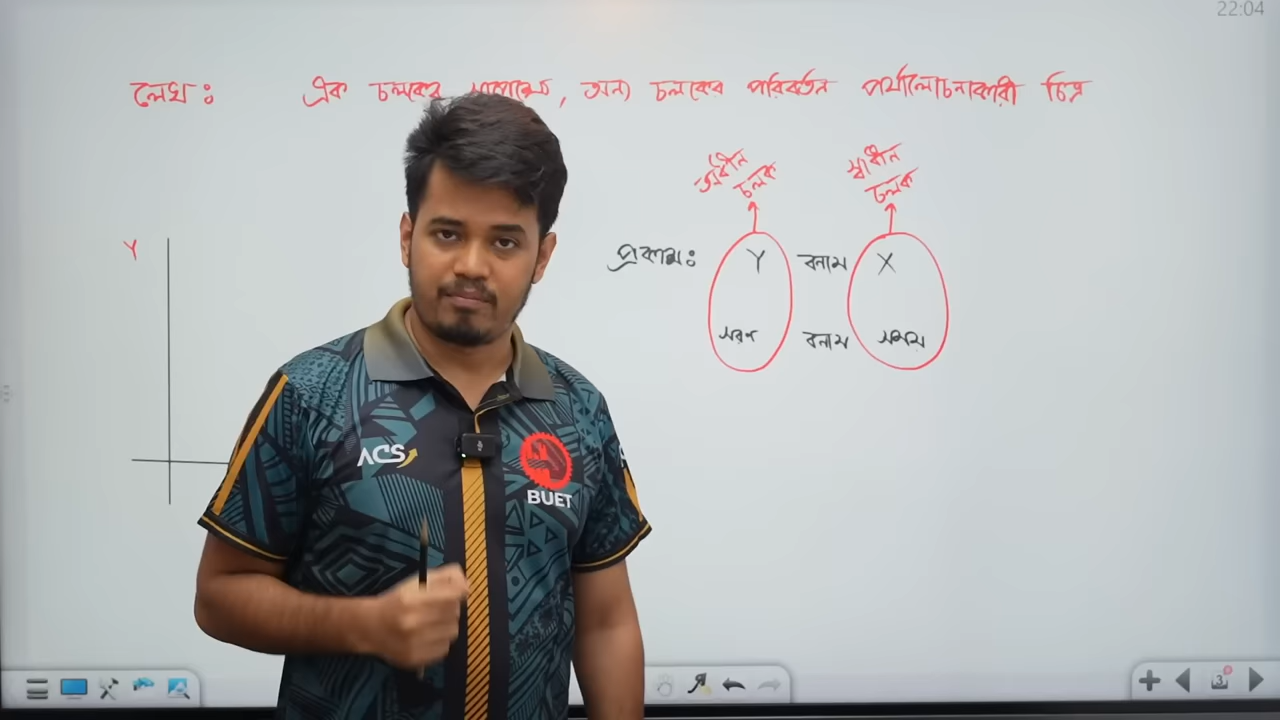 22:04
লেখঃ এক চলকের সাপেক্ষে, অন্য চলকের পরিবর্তন পর্যালোচনাকারী চিত্র
অধীন স্বাধীন
চলক চলক
Y প্রকাশঃ Y বনাম X
সরণ বনাম সময়
ACS
BUET
3